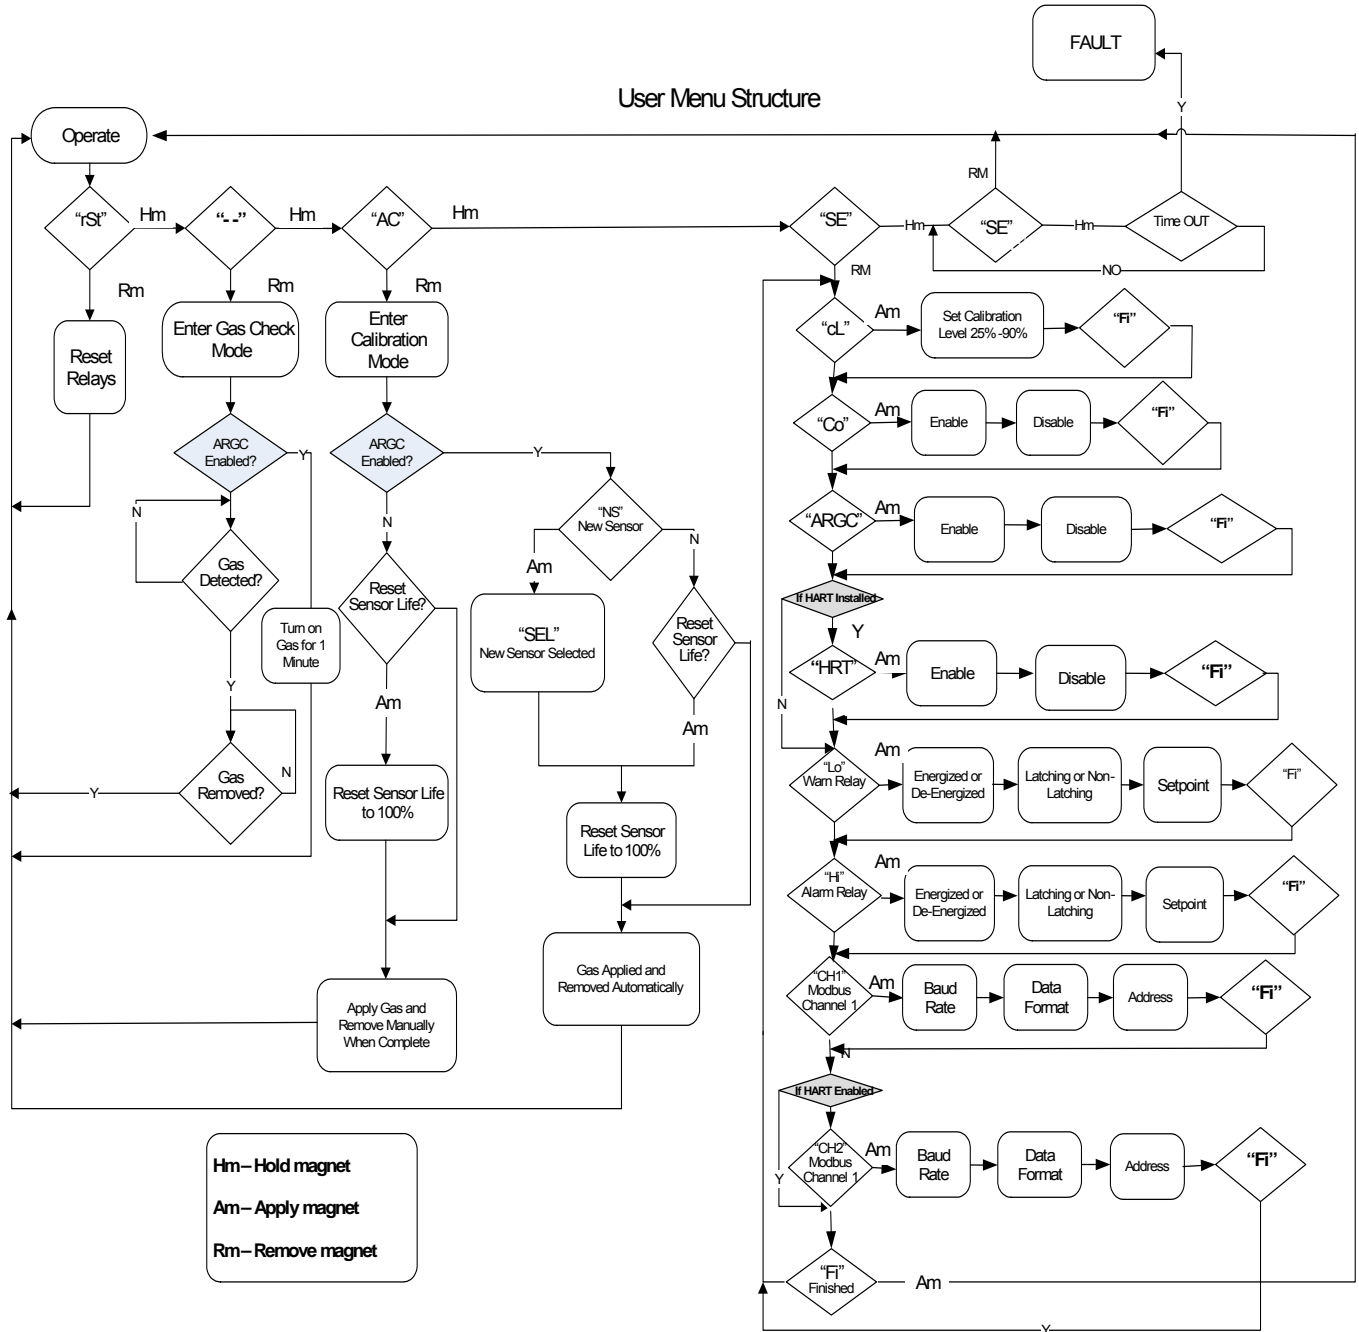 FAULT
User Menu Structure
Y
Operate
RM
“rSt”
Hm
“- -”
Hm
“AC”
Hm
“SE”
Hm
“SE”
Hm
Time OUT
NO
Rm
Rm
Rm
RM
Reset
Relays
Enter Gas Check
Mode
Enter
Calibration
Mode
“cL”
Am
Set Calibration
Level 25% -90%
“Fi”
“Co”
Am
Enable
Disable
“Fi”
ARGC
Enabled?
Y
ARGC
Enabled?
Y
N
N
“NS”
New Sensor
N
Am
“ARGC”
Am
Enable
Disable
“Fi”
Gas
Detected?
Reset
Sensor Life?
If HART Installed
Y
N
Turn on
Gas for 1
Minute
“SEL”
New Sensor Selected
Reset
Sensor
Life?
“HRT”
Am
Enable
Disable
“Fi”
Y
Am
Am
Gas
Removed?
N
Y
Reset Sensor Life
to 100%
Reset Sensor
Life to 100%
“Lo”
Warn Relay
Am
Energized or
De-Energized
Latching or Non-
Latching
Setpoint
“Fi”
“Hi”
Alarm Relay
Am
Energized or
De-Energized
Latching or Non-
Latching
Setpoint
“Fi”
Apply Gas and
Remove Manually
When Complete
Gas Applied and
Removed Automatically
“CH1”
Modbus
Channel 1
Am
Baud
Rate
Data
Format
Address
“Fi”
N
If HART Enabled
Y
“CH2”
Modbus
Channel 1
Am
Baud
Rate
Data
Format
Address
“Fi”
“Fi”
Finished
Am
Y
Hm – Hold magnet
Am – Apply magnet
Rm – Remove magnet